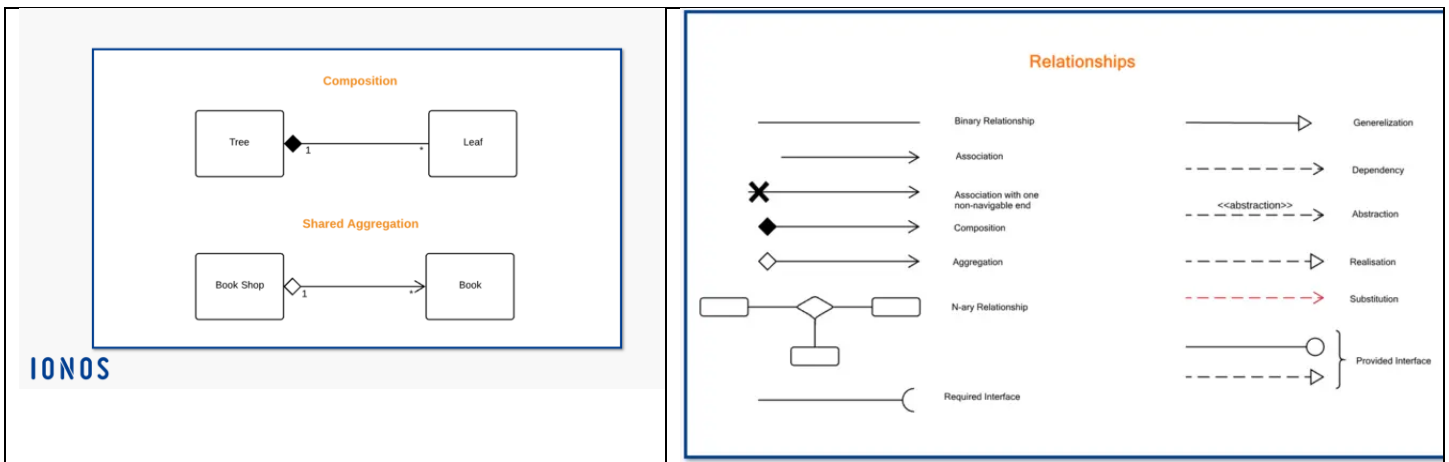 Composition
Tree
1
*
Leaf
Shared Aggregation
Book Shop
1
*
Book
IONOS
Relationships
Binary Relationship
Association
Association with one
non-navigable end
Composition
Aggregation
N-ary Relationship
Required Interface
Generelization
Dependency
<<abstraction>>
Abstraction
Realisation
Substitution
Provided Interface